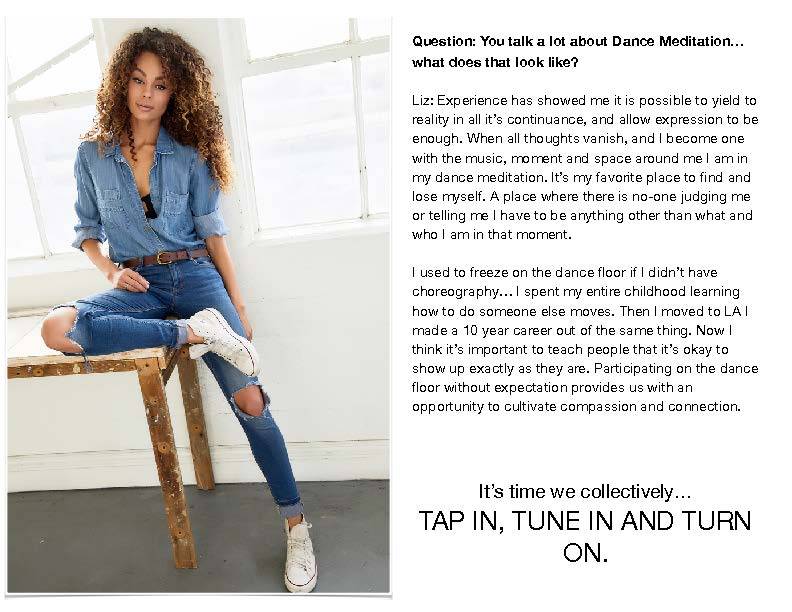 Question: You talk a lot about Dance Meditation…
what does that look like?
Liz: Experience has showed me it is possible to yield to
reality in all it's continuance, and allow expression to be
enough. When all thoughts vanish, and I become one
with the music, moment and space around me I am in
my dance meditation. It's my favorite place to find and
lose myself. A place where there is no-one judging me
or telling me I have to be anything other than what and
who I am in that moment.
I used to freeze on the dance floor if I didn't have
choreography… I spent my entire childhood learning
how to do someone else moves. Then I moved to LA I
made a 10 year career out of the same thing. Now I
think it's important to teach people that it's okay to
show up exactly as they are. Participating on the dance
floor without expectation provides us with an
opportunity to cultivate compassion and connection.
It's time we collectively…
TAP IN, TUNE IN AND TURN
ON.